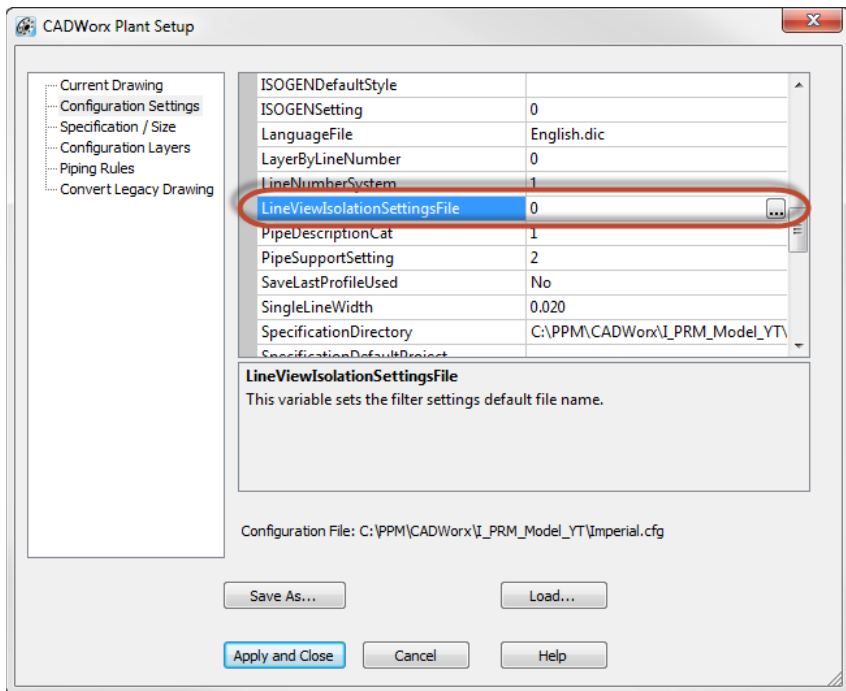 CADWorx Plant Setup
Current Drawing
Configuration Settings
Specification / Size
Configuration Layers
Piping Rules
Convert Legacy Drawing
ISOGENDefaultStyle
ISOGENSetting 0
LanguageFile English.dic
LayerByLineNumber 0
LineNumberSystem 1
LineViewIsolationSettingsFile 0 ...
PipeDescriptionCat 1
PipeSupportSetting 2
SaveLastProfileUsed No
SingleLineWidth 0.020
SpecificationDirectory C:\PPM\CADWorx\I_PRM_Model_YT\
SpecificationDefaultProject
LineViewIsolationSettingsFile
This variable sets the filter settings default file name.
Configuration File: C:\PPM\CADWorx\I_PRM_Model_YT\Imperial.cfg
Save As... Load...
Apply and Close Cancel Help